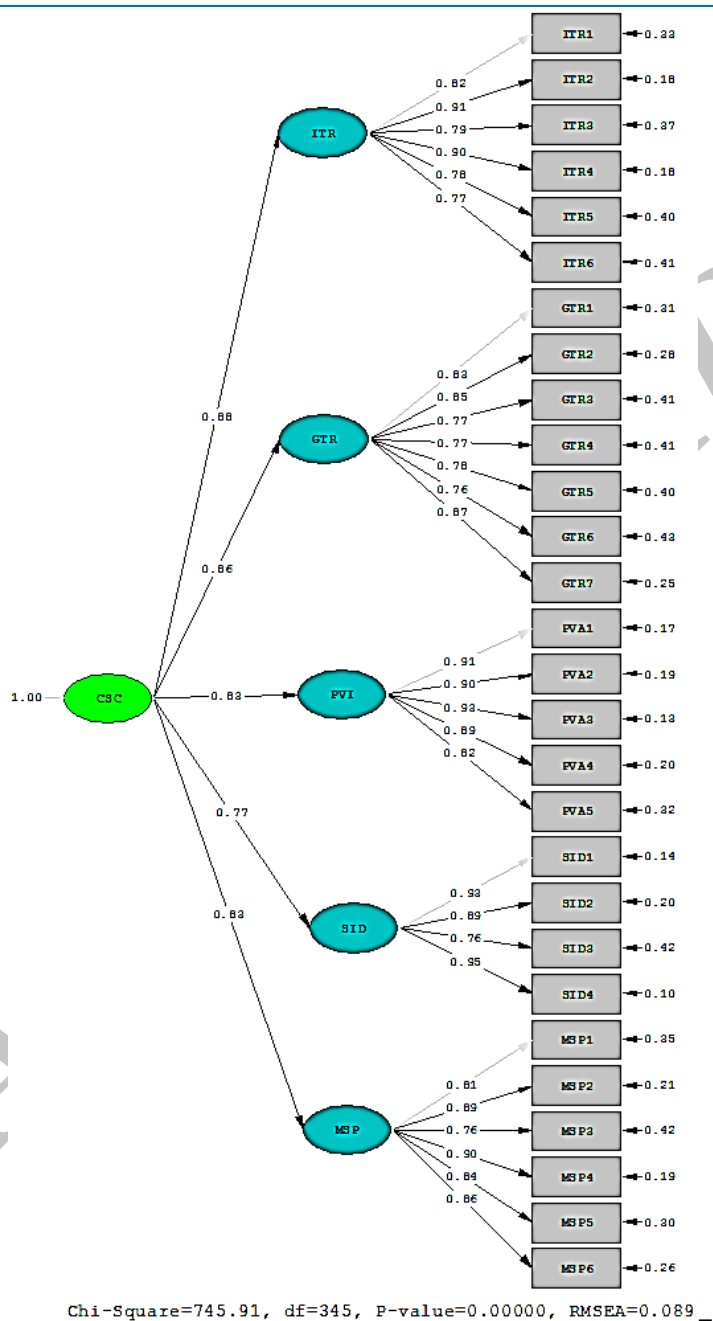 ITR1 0.33
0.82
ITR2 0.18
0.91
ITR ITR3 0.37
0.79
0.90
ITR4 0.18
0.78
0.77
ITR5 0.40
ITR6 0.41
GTR1 0.31
GTR2 0.28
0.83
0.85
GTR3 0.41
0.88
0.77
GTR GTR4 0.41
0.77
0.78
GTR5 0.40
0.76
0.87
GTR6 0.43
0.86
GTR7 0.25
PVA1 0.17
0.91
PVA2 0.19
0.90
1.00 CSC 0.83 PVI
0.93
PVA3 0.13
0.89
0.82
PVA4 0.20
PVA5 0.32
0.77
SID1 0.14
0.93
SID2 0.20
0.89
0.83
SID
0.76
SID3 0.42
0.95
SID4 0.10
MSP1 0.35
0.81
MSP2 0.21
0.89
MSP
0.76
MSP3 0.42
0.90
MSP4 0.19
0.84
0.86
MSP5 0.30
MSP6 0.26
Chi-Square=745.91, df=345, P-value=0.00000, RMSEA=0.089